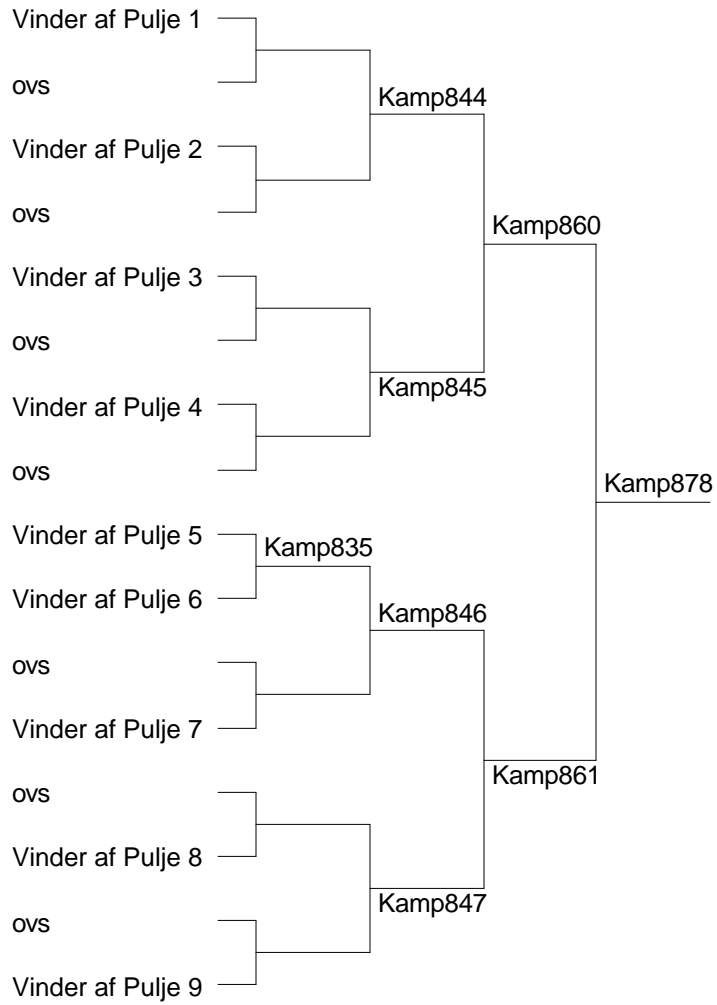 Vinder af Pulje 1
ovs
Kamp844
Vinder af Pulje 2
ovs
Kamp860
Vinder af Pulje 3
ovs
Kamp845
Vinder af Pulje 4
ovs
Kamp878
Vinder af Pulje 5
Kamp835
Vinder af Pulje 6
Kamp846
ovs
Vinder af Pulje 7
Kamp861
ovs
Vinder af Pulje 8
Kamp847
ovs
Vinder af Pulje 9